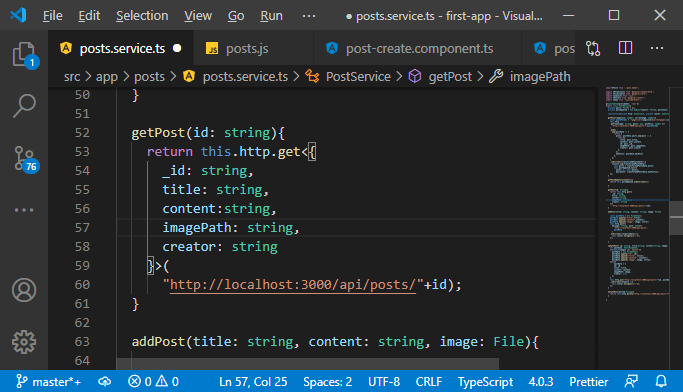 File Edit Selection View Go Run ··· ● posts.service.ts - first-app - Visual...
posts.service.ts ● JS posts.js post-create.component.ts pos ···
src > app > posts > posts.service.ts > PostService > getPost > imagePath
50 }
51
52 getPost(id: string){
53 return this.http.get<{
54 _id: string,
55 title: string,
56 content:string,
57 imagePath: string,
58 creator: string
59 }>(
60 "http://localhost:3000/api/posts/"+id);
61 }
62
63 addPost(title: string, content: string, image: File){
64
1
76
master*+ 0 0 Ln 57, Col 25 Spaces: 2 UTF-8 CRLF TypeScript 4.0.3 Prettier